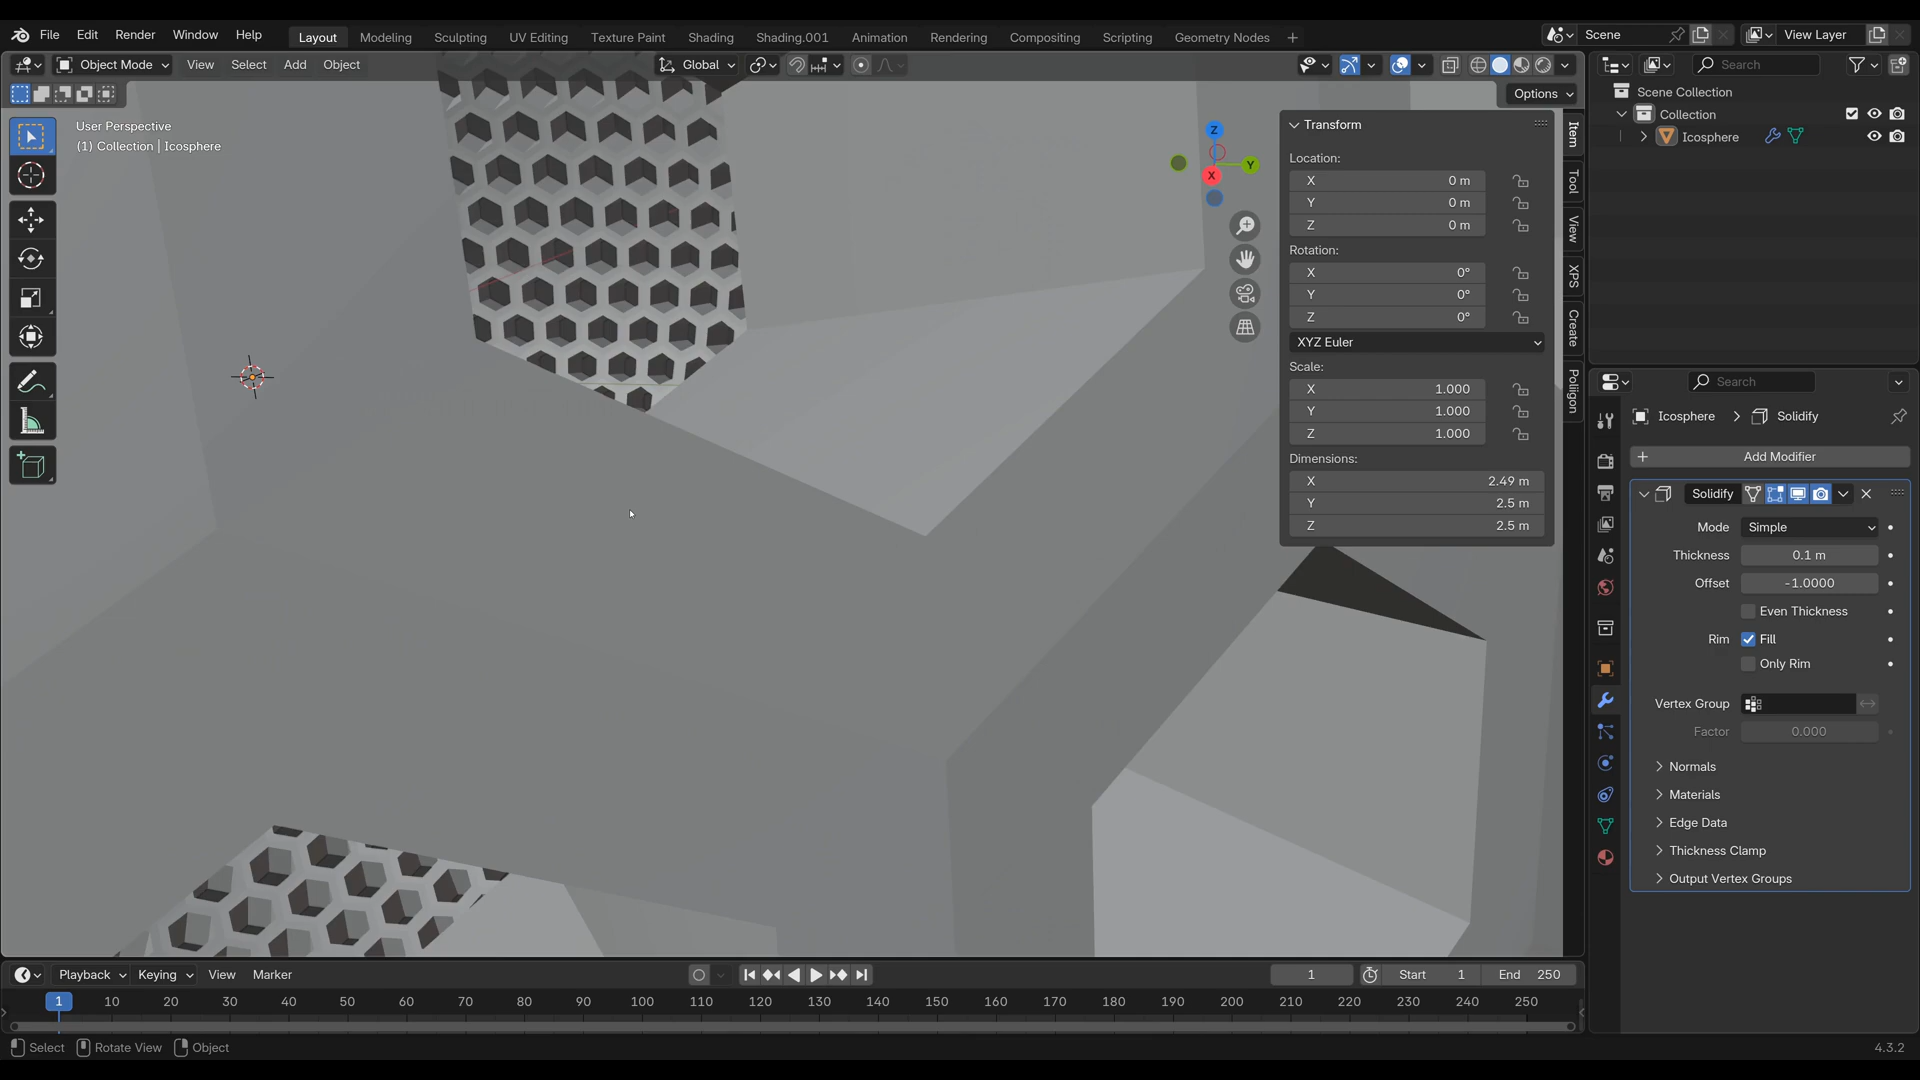 File Edit Render Window Help Layout Modeling Sculpting UV Editing Texture Paint Shading Shading.001 Animation Rendering Compositing Scripting Geometry Nodes + Scene View Layer
Object Mode View Select Add Object Global Search
Options
User Perspective
(1) Collection | Icosphere
Z
Y
X
Transform
Location:
X 0 m
Y 0 m
Z 0 m
Rotation:
X 0°
Y 0°
Z 0°
XYZ Euler
Scale:
X 1.000
Y 1.000
Z 1.000
Dimensions:
X 2.49 m
Y 2.5 m
Z 2.5 m
Item
Tool
View
XPS
Create
Poliigon
Scene Collection
Collection
Icosphere
Search
Icosphere > Solidify
+ Add Modifier
Solidify
Mode Simple
Thickness 0.1 m
Offset -1.0000
Even Thickness
Rim Fill
Only Rim
Vertex Group
Factor 0.000
Normals
Materials
Edge Data
Thickness Clamp
Output Vertex Groups
Playback Keying View Marker 1 Start 1 End 250
1 10 20 30 40 50 60 70 80 90 100 110 120 130 140 150 160 170 180 190 200 210 220 230 240 250
Select Rotate View Object 4.3.2